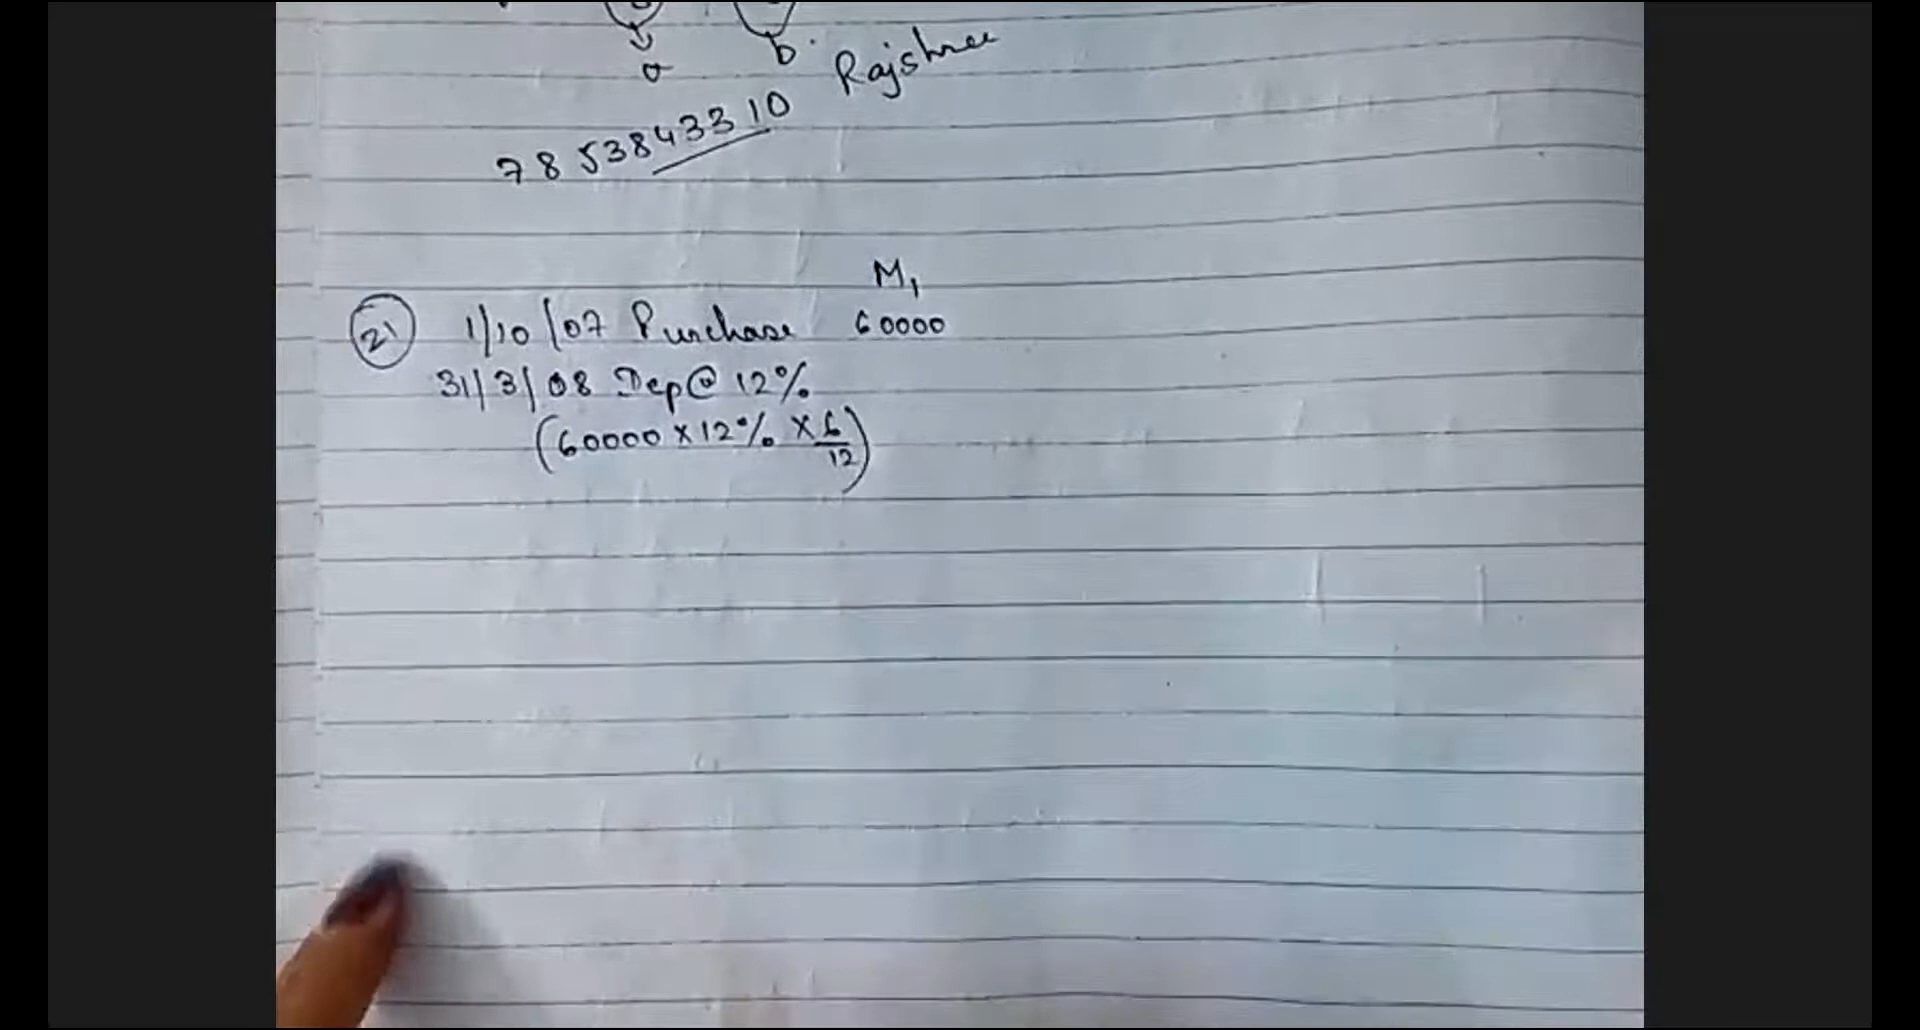 a b. Rajshree
7853843310
M1
21 1/10/07 Purchase 60000
31/3/08 Dep@ 12%
(60000 x 12% x 6/12)